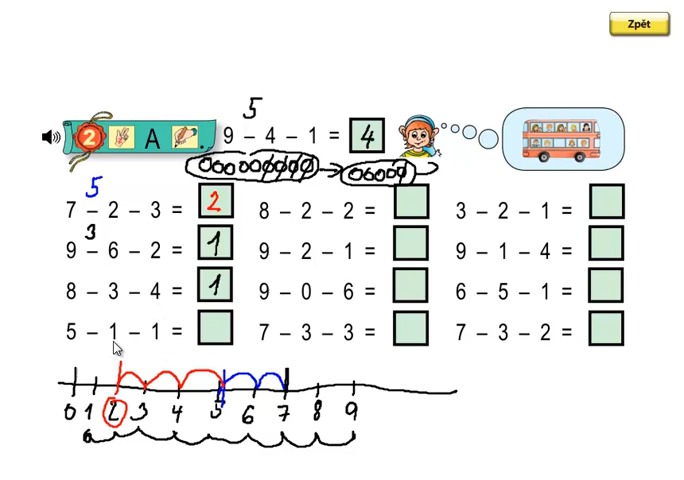 Zpět
5
2 A . 9 – 4 – 1 = 4
5
7 – 2 – 3 = 2 8 – 2 – 2 = 3 – 2 – 1 =
3
9 – 6 – 2 = 1 9 – 2 – 1 = 9 – 1 – 4 =
8 – 3 – 4 = 1 9 – 0 – 6 = 6 – 5 – 1 =
5 – 1 – 1 = 7 – 3 – 3 = 7 – 3 – 2 =
0 1 2 3 4 5 6 7 8 9